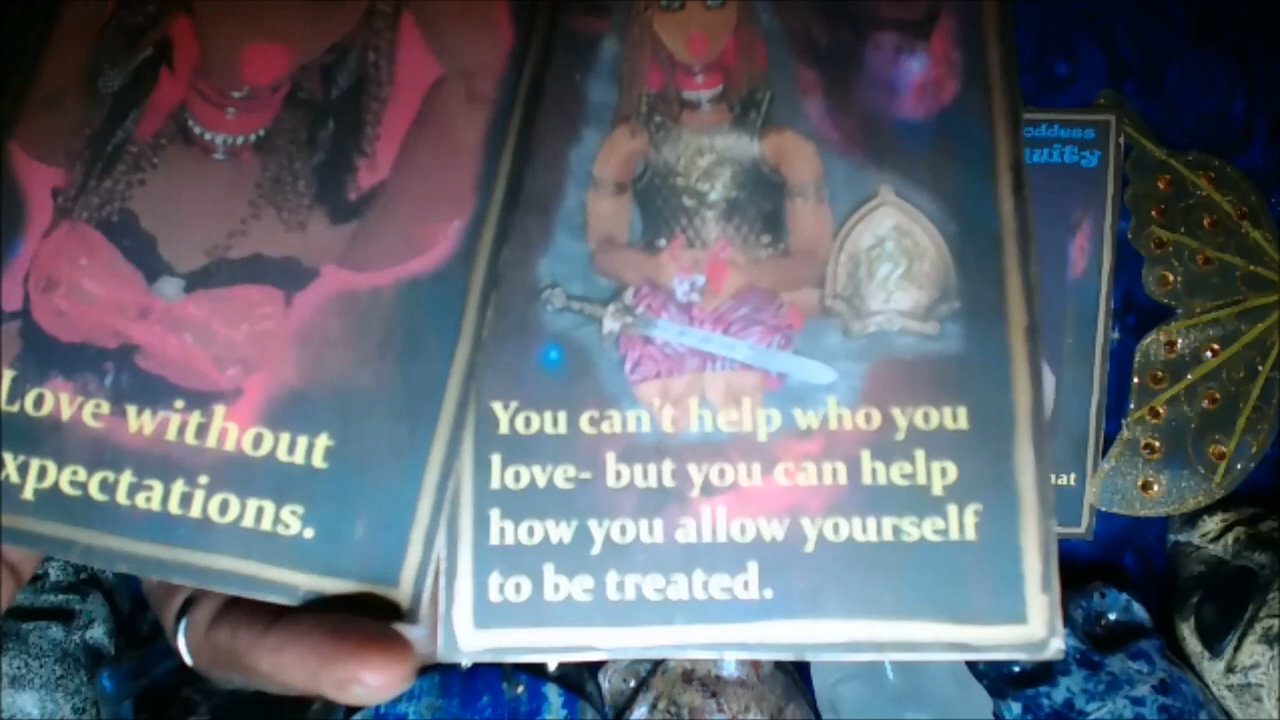 Love without
xpectations.
You can't help who you
love- but you can help
how you allow yourself
to be treated.
oddess
uity
hat